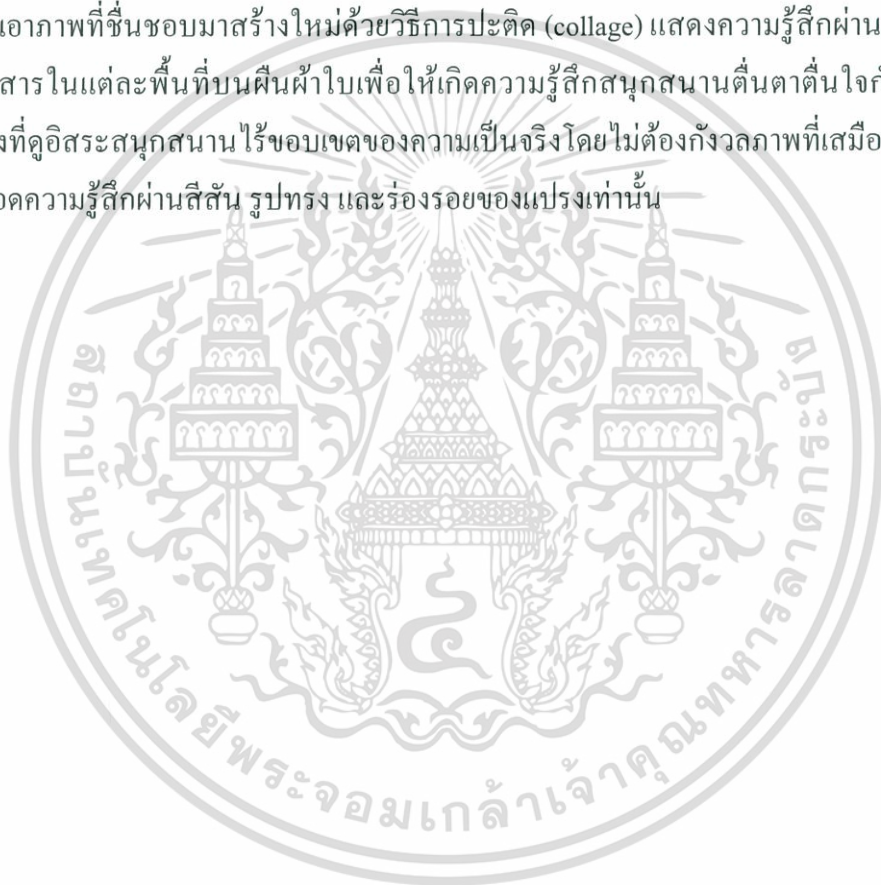 นเอาภาพที่ชื่นชอบมาสร้างใหม่ด้วยวิธีการปะติด (collage) แสดงความรู้สึกผ่าน
สารในแต่ละพื้นที่บนผืนผ้าใบเพื่อให้เกิดความรู้สึกสนุกสนานตื่นตาตื่นใจกั
งที่ดูอิสระสนุกสนานไร้ขอบเขตของความเป็นจริงโดยไม่ต้องกังวลภาพที่เสมือ
อดความรู้สึกผ่านสีสัน รูปทรง และร่องรอยของแปรงเท่านั้น
สถาบันเทคโนโลยีพระจอมเกล้าเจ้าคุณทหารลาดกระบัง